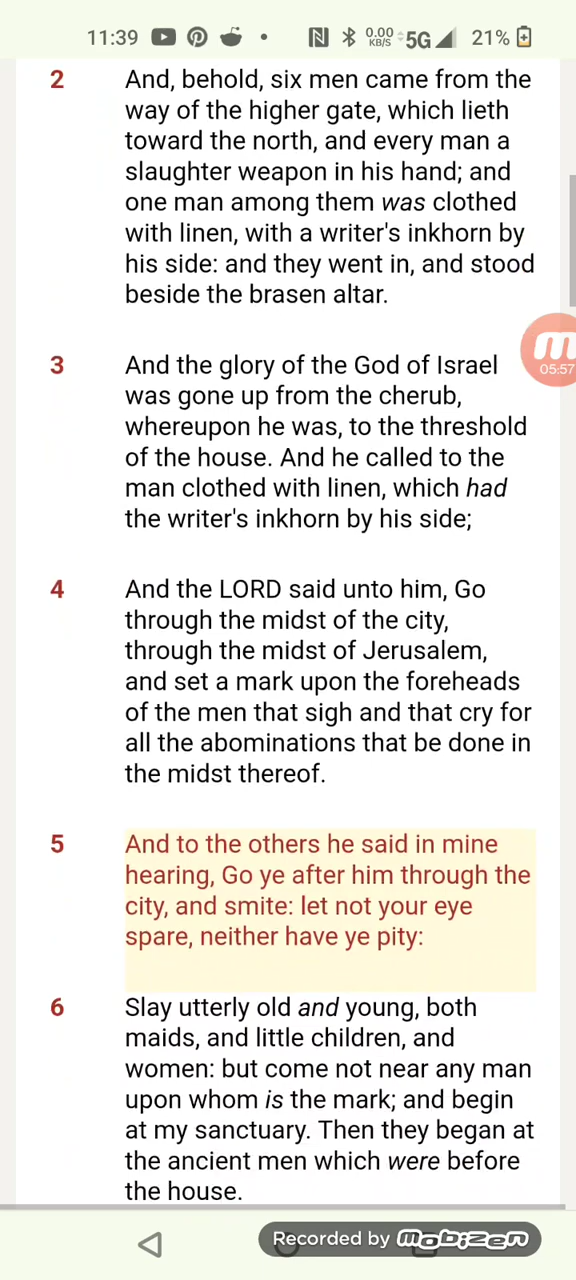 11:39 0.00 KB/S 5G 21%
2 And, behold, six men came from the
way of the higher gate, which lieth
toward the north, and every man a
slaughter weapon in his hand; and
one man among them was clothed
with linen, with a writer's inkhorn by
his side: and they went in, and stood
beside the brasen altar.
3 And the glory of the God of Israel
was gone up from the cherub,
whereupon he was, to the threshold
of the house. And he called to the
man clothed with linen, which had
the writer's inkhorn by his side;
m
05:57
4 And the LORD said unto him, Go
through the midst of the city,
through the midst of Jerusalem,
and set a mark upon the foreheads
of the men that sigh and that cry for
all the abominations that be done in
the midst thereof.
5 And to the others he said in mine
hearing, Go ye after him through the
city, and smite: let not your eye
spare, neither have ye pity:
6 Slay utterly old and young, both
maids, and little children, and
women: but come not near any man
upon whom is the mark; and begin
at my sanctuary. Then they began at
the ancient men which were before
the house.
Recorded by Mobizen